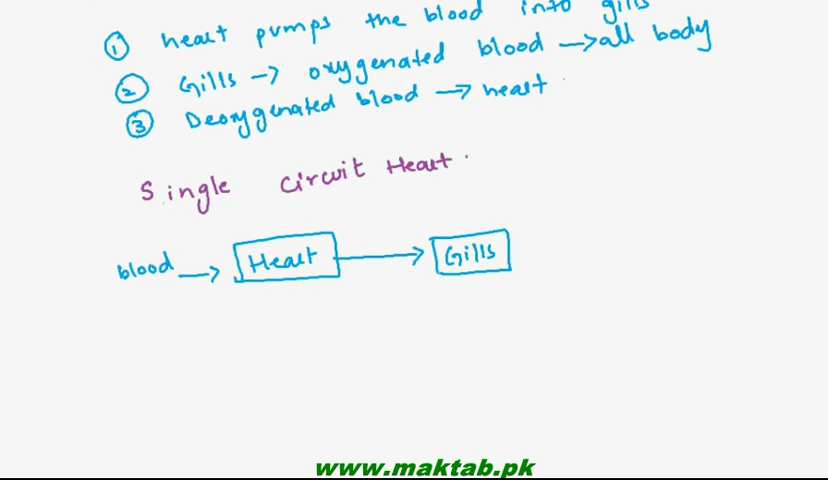 ① heart pumps the blood into gills
② Gills → oxygenated blood → all body
③ Deoxygenated blood → heart
Single Circuit Heart.
blood → Heart → Gills
www.maktab.pk